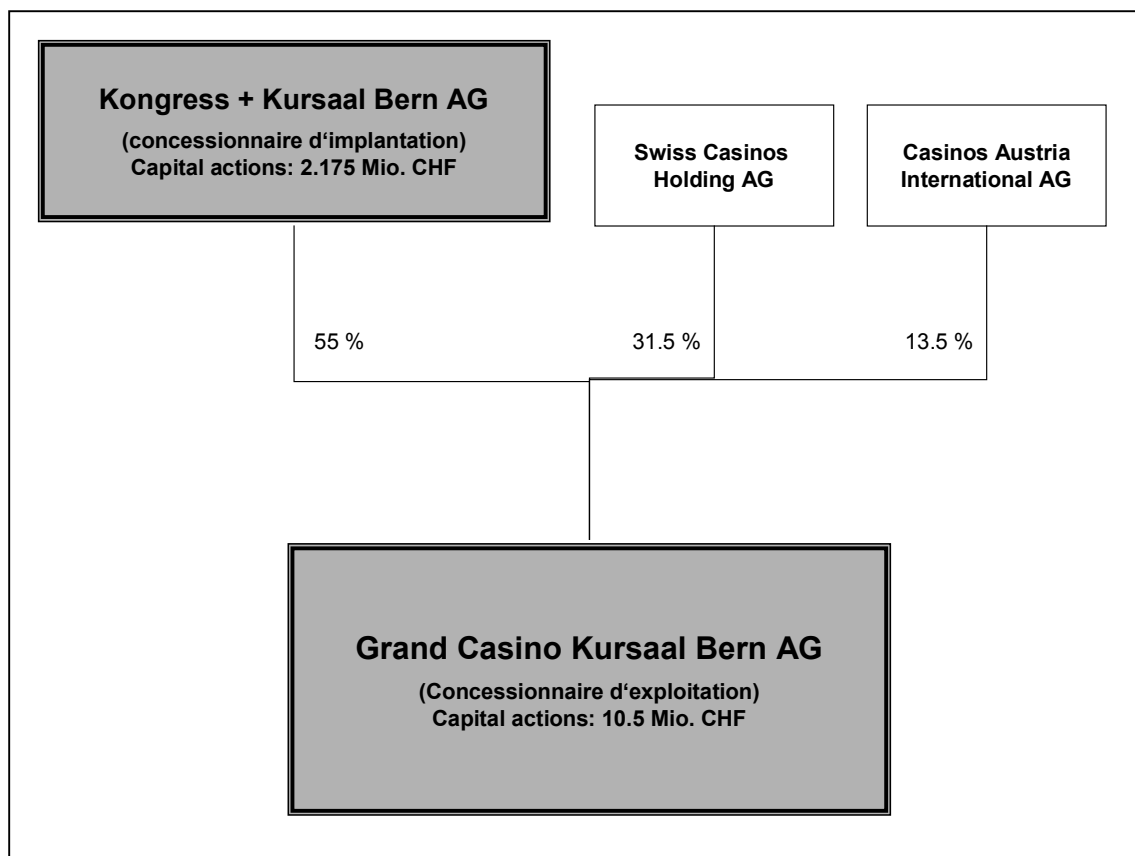 Kongress + Kursaal Bern AG
(concessionnaire d‘implantation)
Capital actions: 2.175 Mio. CHF
Swiss Casinos
Holding AG
Casinos Austria
International AG
55 %
31.5 %
13.5 %
Grand Casino Kursaal Bern AG
(Concessionnaire d‘exploitation)
Capital actions: 10.5 Mio. CHF